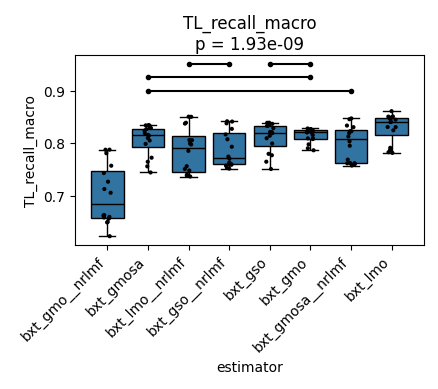 TL_recall_macro
p = 1.93e-09
TL_recall_macro
0.9
0.8
0.7
bxt_gmo__nrlmf
bxt_gmosa
bxt_lmo__nrlmf
bxt_gso__nrlmf
bxt_gso
bxt_gmo
bxt_gmosa__nrlmf
bxt_lmo
estimator